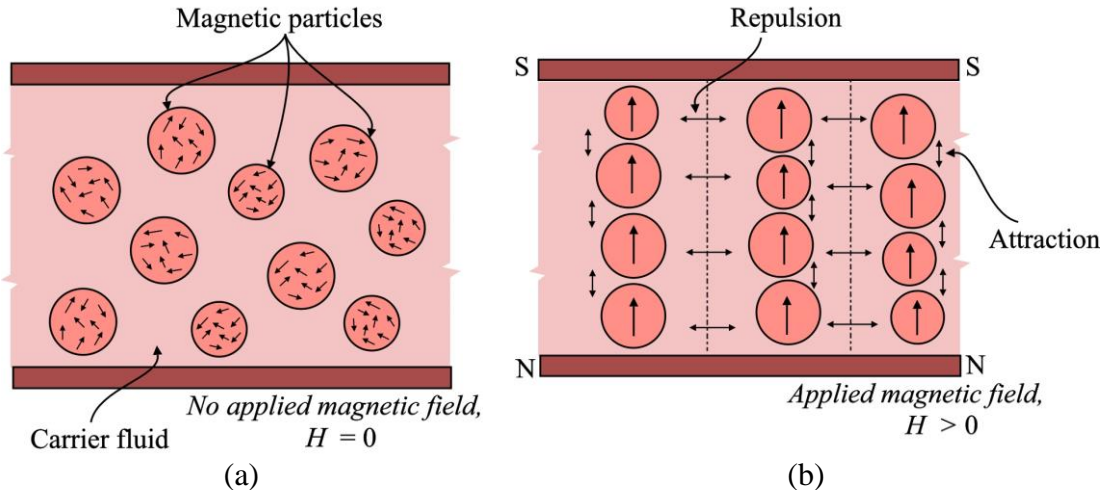 Magnetic particles
Carrier fluid
No applied magnetic field,
H = 0
(a)
Repulsion
S
S
Attraction
N
N
Applied magnetic field,
H > 0
(b)